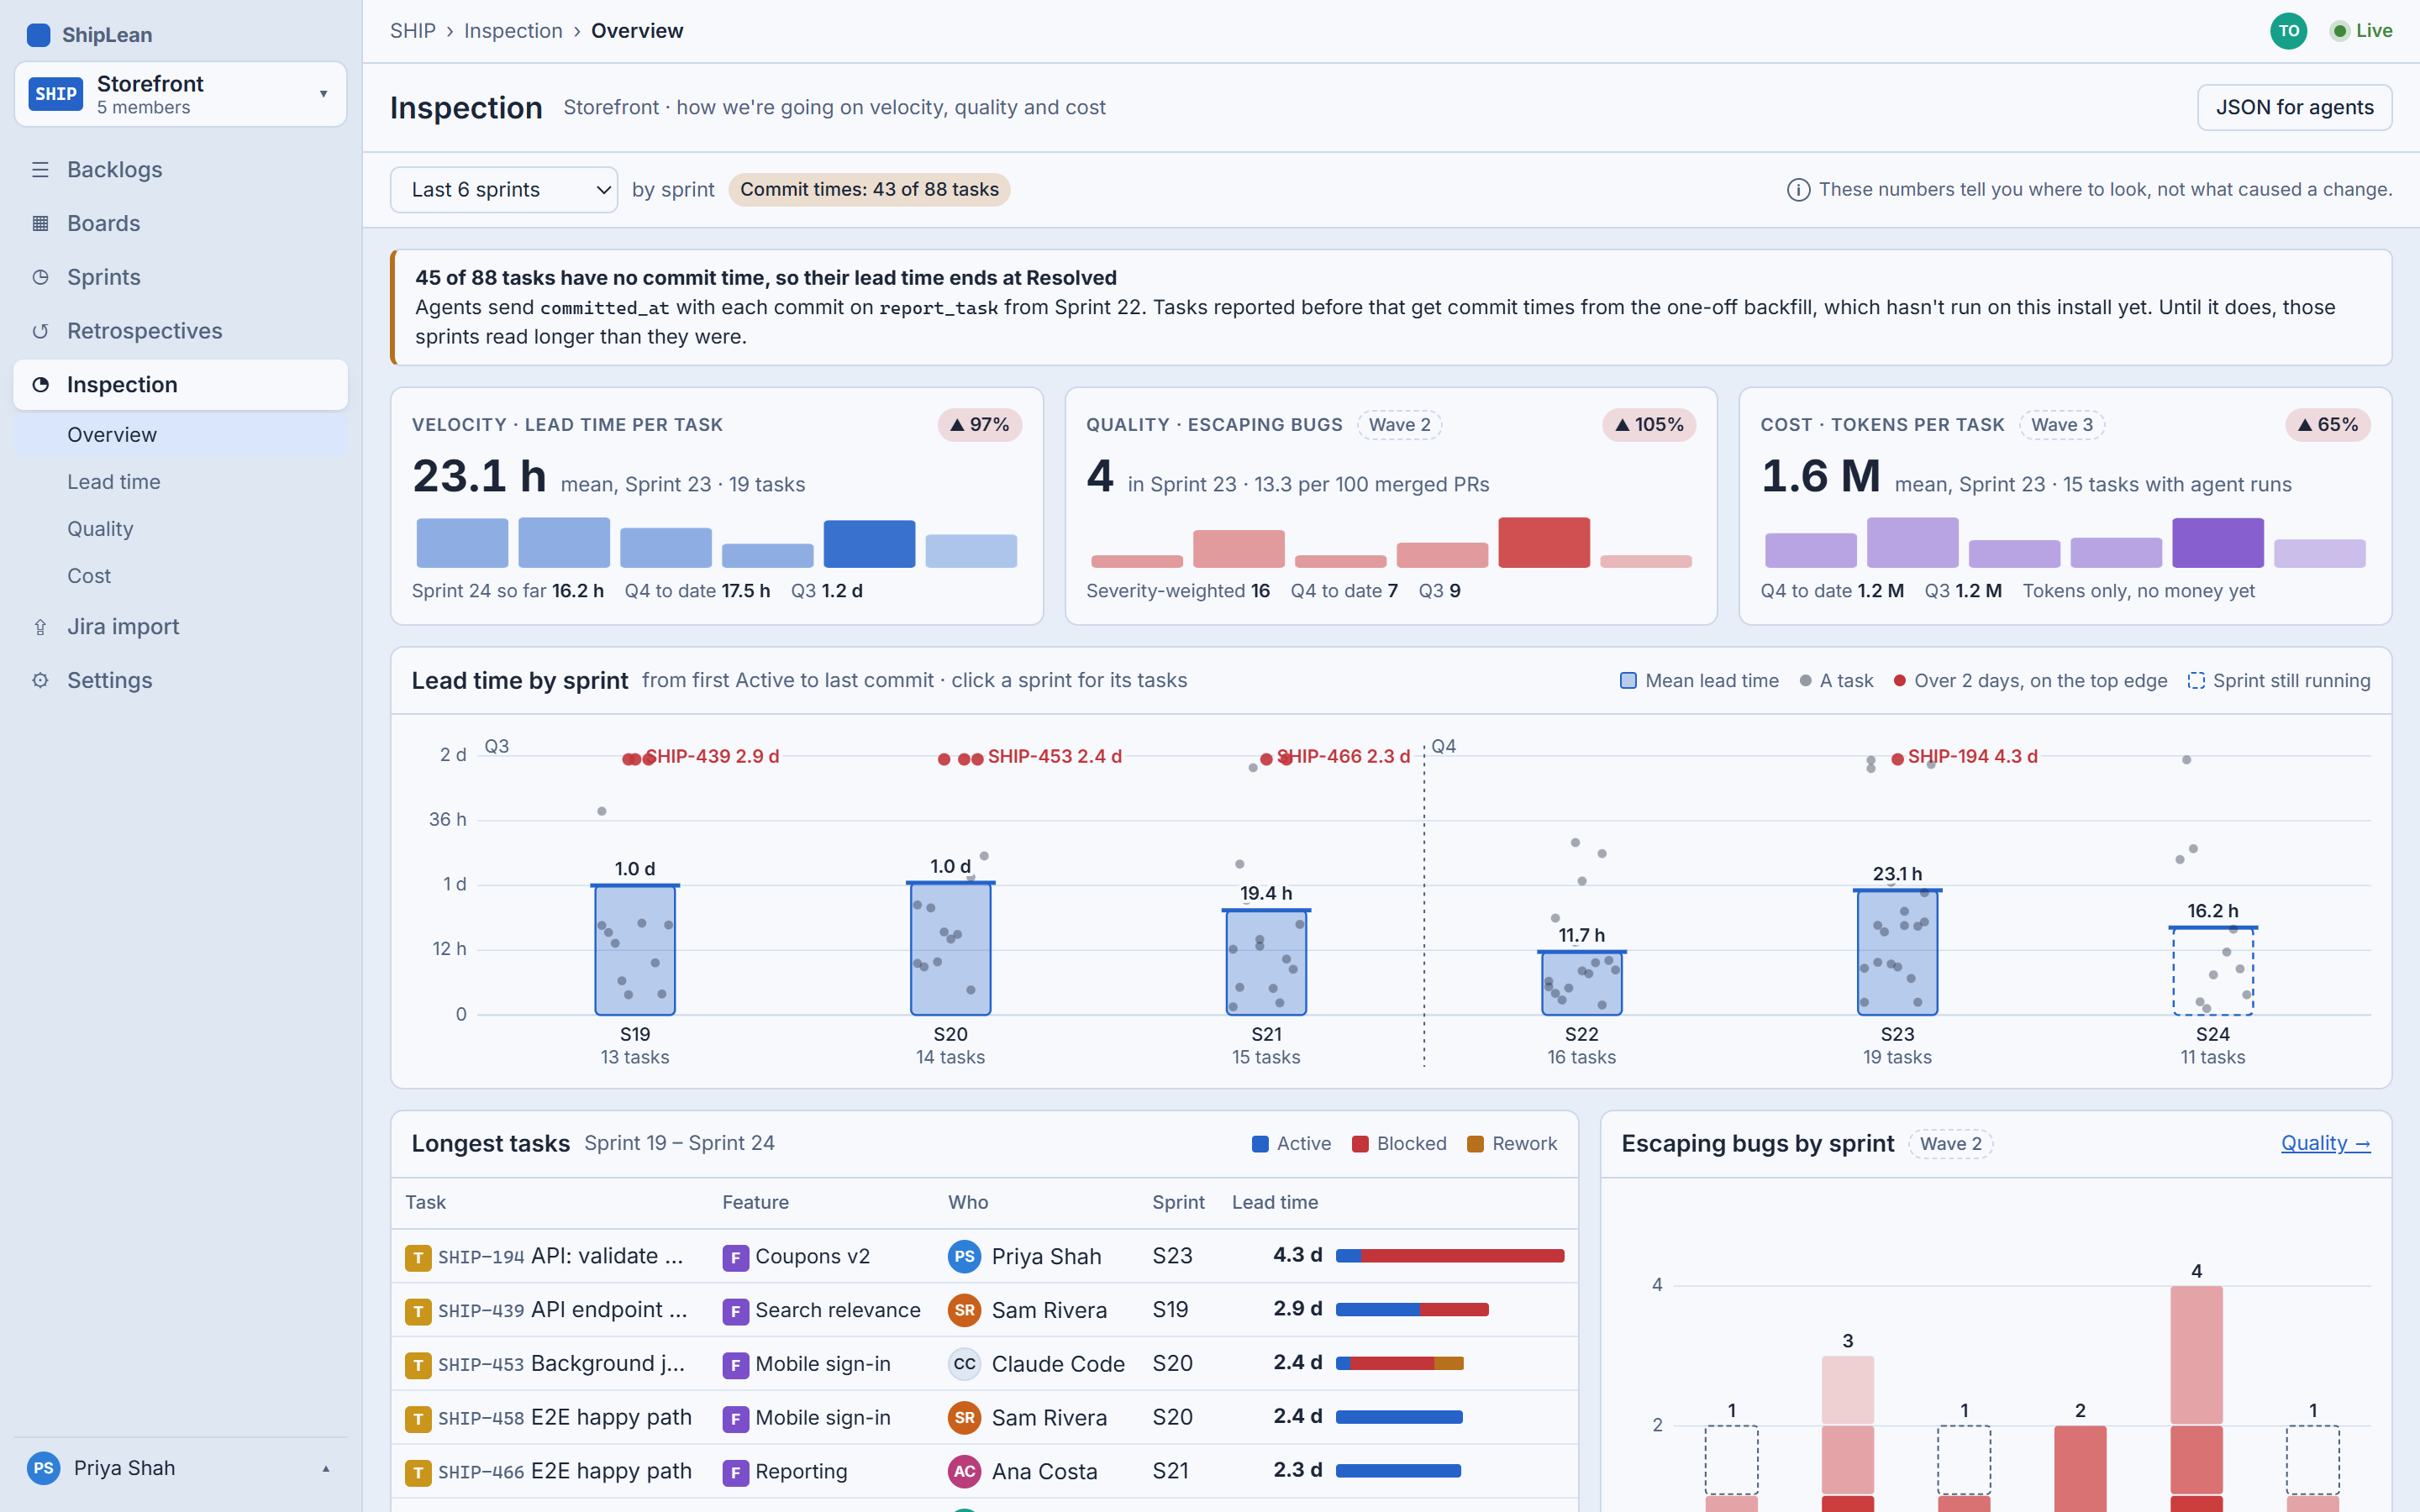 ShipLean
SHIP Storefront
5 members
Backlogs
Boards
Sprints
Retrospectives
Inspection
Overview
Lead time
Quality
Cost
Jira import
Settings
PS Priya Shah
SHIP › Inspection › Overview
TO Live
Inspection Storefront · how we're going on velocity, quality and cost
JSON for agents
Last 6 sprints by sprint Commit times: 43 of 88 tasks
These numbers tell you where to look, not what caused a change.
45 of 88 tasks have no commit time, so their lead time ends at Resolved
Agents send committed_at with each commit on report_task from Sprint 22. Tasks reported before that get commit times from the one-off backfill, which hasn't run on this install yet. Until it does, those
sprints read longer than they were.
VELOCITY · LEAD TIME PER TASK ▲ 97%
23.1 h mean, Sprint 23 · 19 tasks
Sprint 24 so far 16.2 h Q4 to date 17.5 h Q3 1.2 d
QUALITY · ESCAPING BUGS Wave 2 ▲ 105%
4 in Sprint 23 · 13.3 per 100 merged PRs
Severity-weighted 16 Q4 to date 7 Q3 9
COST · TOKENS PER TASK Wave 3 ▲ 65%
1.6 M mean, Sprint 23 · 15 tasks with agent runs
Q4 to date 1.2 M Q3 1.2 M Tokens only, no money yet
Lead time by sprint from first Active to last commit · click a sprint for its tasks
Mean lead time A task Over 2 days, on the top edge Sprint still running
2 d Q3 SHIP-439 2.9 d SHIP-453 2.4 d SHIP-466 2.3 d Q4 SHIP-194 4.3 d
36 h
1 d
12 h
0
1.0 d 1.0 d 19.4 h 11.7 h 23.1 h 16.2 h
S19 S20 S21 S22 S23 S24
13 tasks 14 tasks 15 tasks 16 tasks 19 tasks 11 tasks
Longest tasks Sprint 19 – Sprint 24
Active Blocked Rework
Task Feature Who Sprint Lead time
T SHIP-194 API: validate ... F Coupons v2 PS Priya Shah S23 4.3 d
T SHIP-439 API endpoint ... F Search relevance SR Sam Rivera S19 2.9 d
T SHIP-453 Background j... F Mobile sign-in CC Claude Code S20 2.4 d
T SHIP-458 E2E happy path F Mobile sign-in SR Sam Rivera S20 2.4 d
T SHIP-466 E2E happy path F Reporting AC Ana Costa S21 2.3 d
Escaping bugs by sprint Wave 2 Quality →
4
2
1 3 1 2 4 1